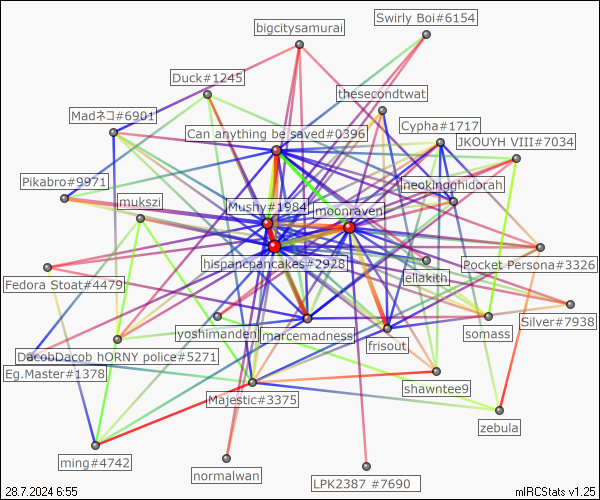 Swirly Boi#6154
bigcitysamurai
Duck#1245
thesecondtwat
Madネコ#6901
Cypha#1717
Can anything be saved#0396
JKOUYH VIII#7034
Pikabro#9971
neokingghidorah
mukszi
Mushy#1984
moonraven
hispancpancakes#2928
Pocket Persona#3326
Fedora Stoat#4479
eliakith
yoshimanden
marcemadness
somass
Silver#7938
frisout
DacobDacob hORNY police#5271
Eg.Master#1378
shawntee9
Majestic#3375
zebula
ming#4742
normalwan
LPK2387 #7690
28.7.2024 6:55
mIRCStats v1.25